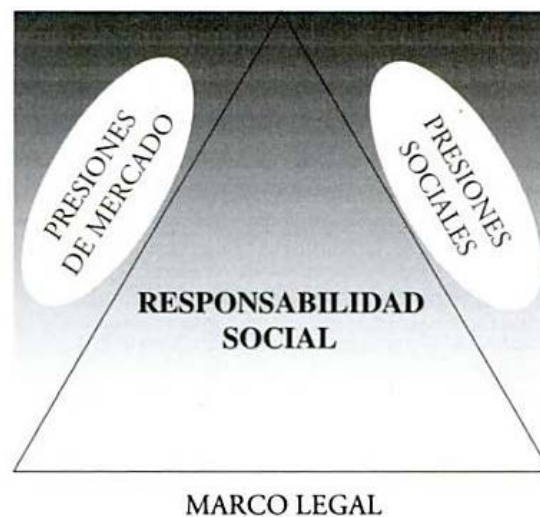 PRESIONES
DE MERCADO
PRESIONES
SOCIALES
RESPONSABILIDAD
SOCIAL
MARCO LEGAL